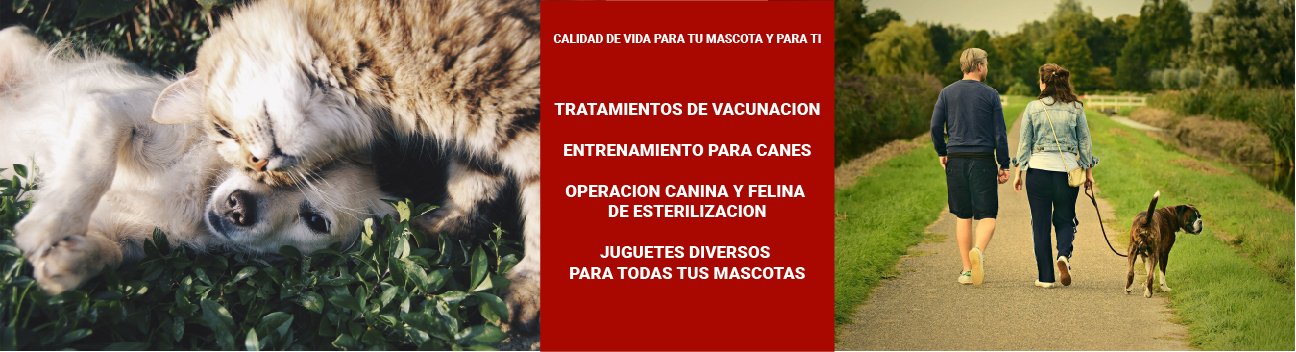 CALIDAD DE VIDA PARA TU MASCOTA Y PARA TI
TRATAMIENTOS DE VACUNACION
ENTRENAMIENTO PARA CANES
OPERACION CANINA Y FELINA
DE ESTERILIZACION
JUGUETES DIVERSOS
PARA TODAS TUS MASCOTAS